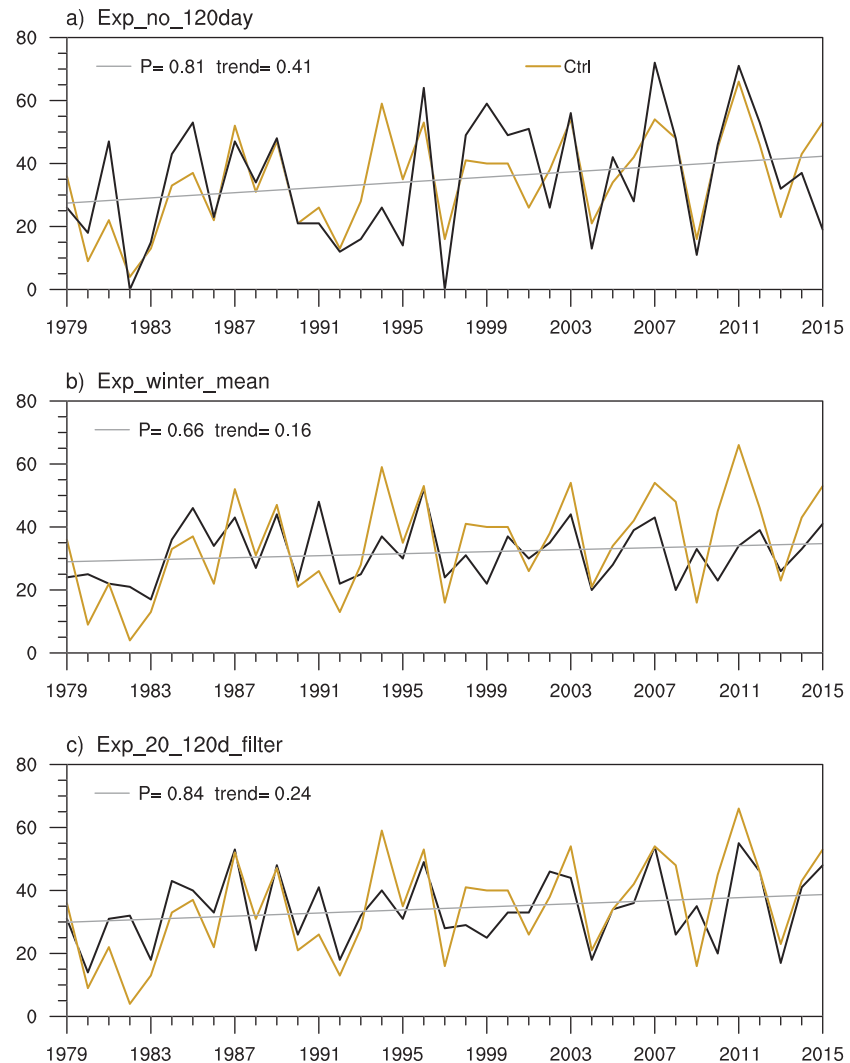 a) Exp_no_120day
80
P= 0.81 trend= 0.41 Ctrl
60
40
20
0
1979 1983 1987 1991 1995 1999 2003 2007 2011 2015
b) Exp_winter_mean
80
P= 0.66 trend= 0.16
60
40
20
0
1979 1983 1987 1991 1995 1999 2003 2007 2011 2015
c) Exp_20_120d_filter
80
P= 0.84 trend= 0.24
60
40
20
0
1979 1983 1987 1991 1995 1999 2003 2007 2011 2015